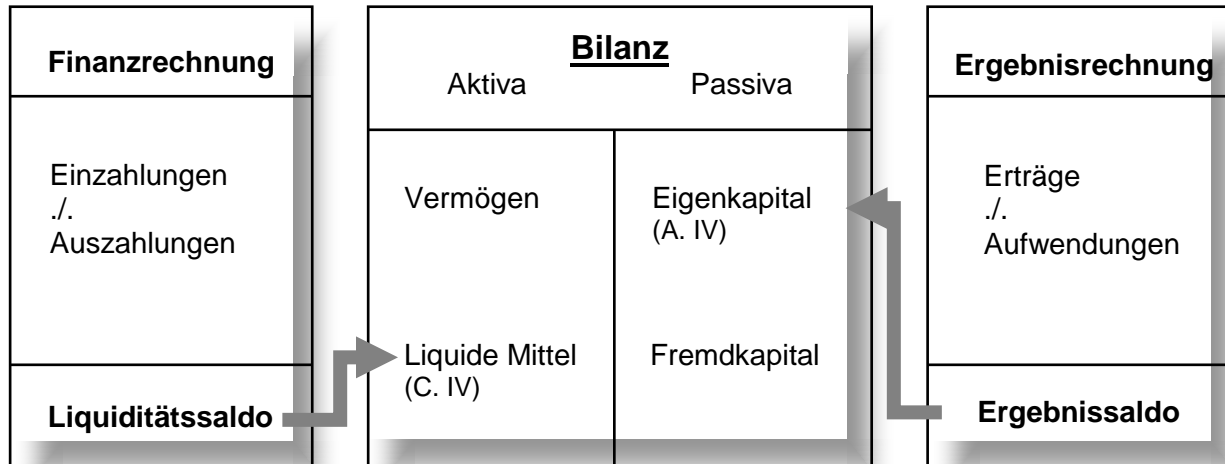 Finanzrechnung
Einzahlungen
./.
Auszahlungen
Liquiditätssaldo
Bilanz
Aktiva Passiva
Vermögen
Liquide Mittel
(C. IV)
Eigenkapital
(A. IV)
Fremdkapital
Ergebnisrechnung
Erträge
./.
Aufwendungen
Ergebnissaldo